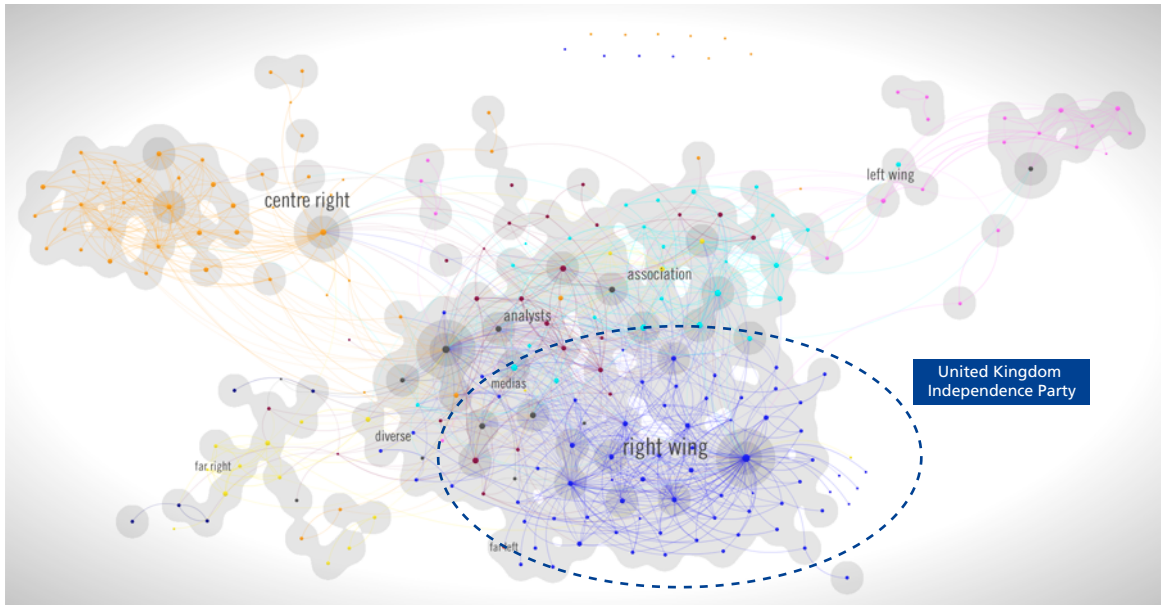 left wing
centre right
association
analysts
United Kingdom
Independence Party
medias
diverse
right wing
far right
far left